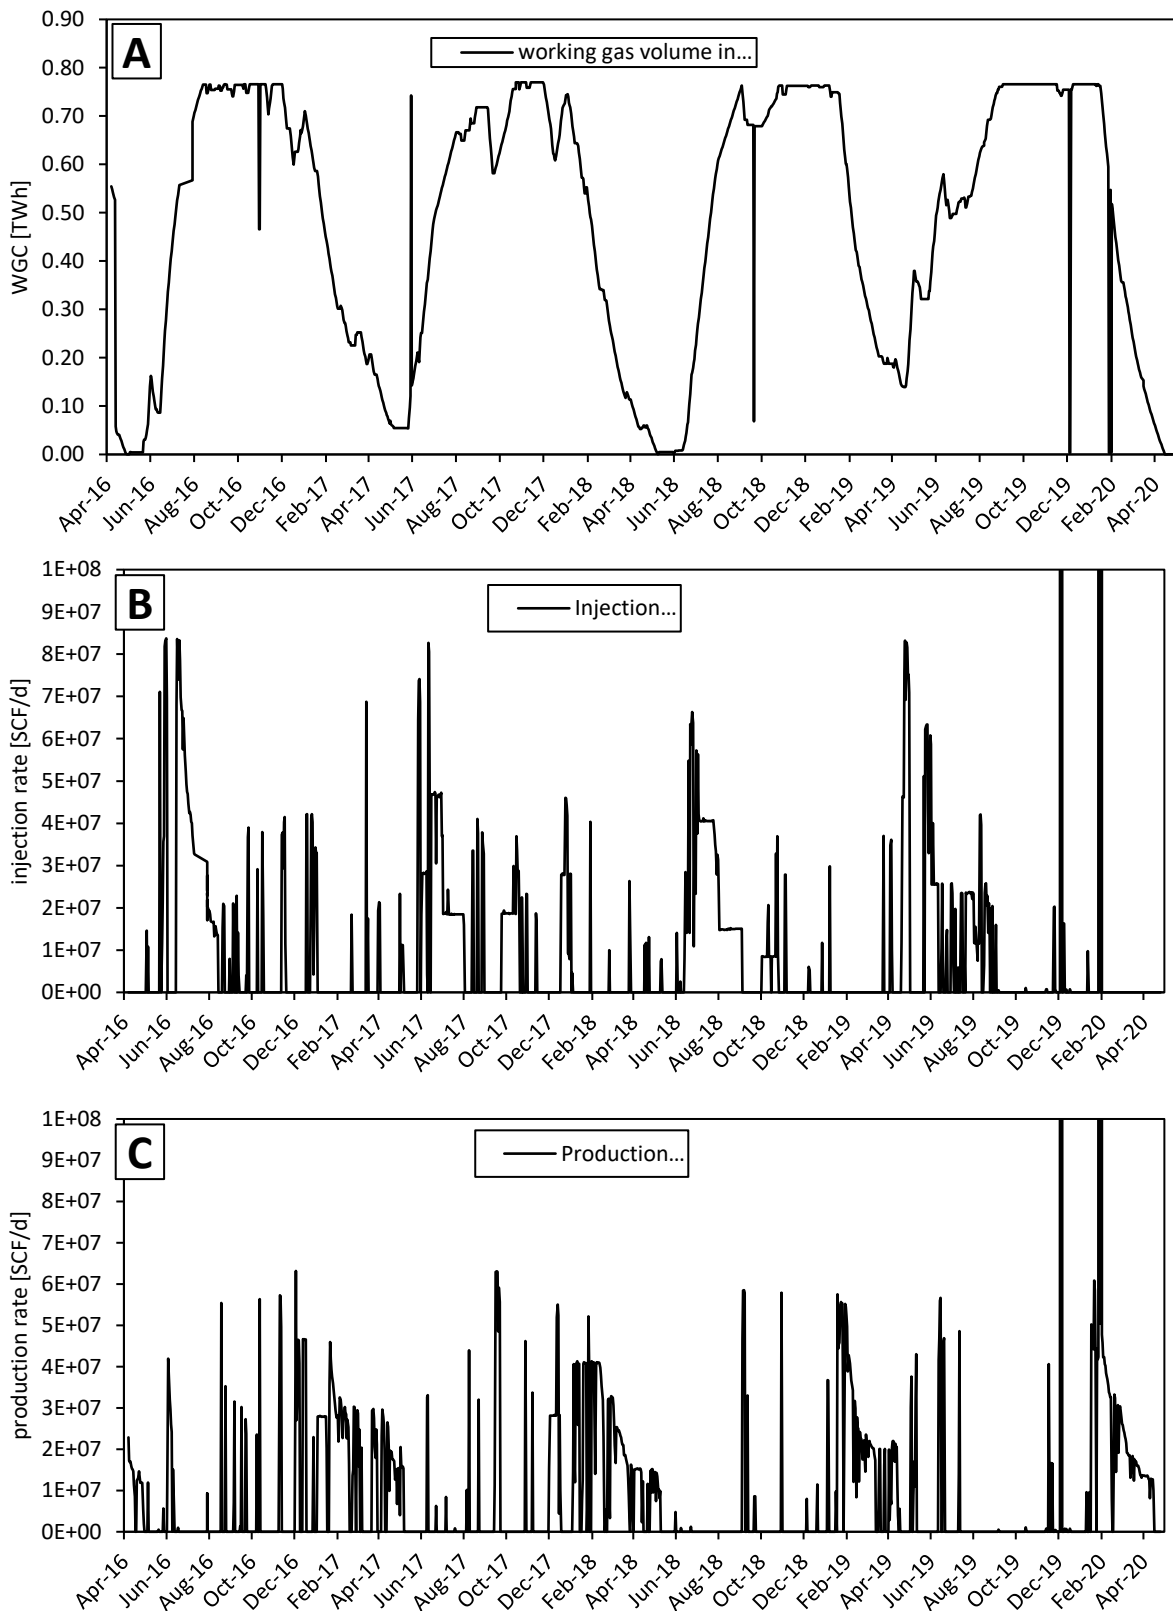 A
working gas volume in...
WGC [TWh]
0.90
0.80
0.70
0.60
0.50
0.40
0.30
0.20
0.10
0.00
Apr-16 Jun-16 Aug-16 Oct-16 Dec-16 Feb-17 Apr-17 Jun-17 Aug-17 Oct-17 Dec-17 Feb-18 Apr-18 Jun-18 Aug-18 Oct-18 Dec-18 Feb-19 Apr-19 Jun-19 Aug-19 Oct-19 Dec-19 Feb-20 Apr-20
B
Injection...
injection rate [SCF/d]
1E+08
9E+07
8E+07
7E+07
6E+07
5E+07
4E+07
3E+07
2E+07
1E+07
0E+00
Apr-16 Jun-16 Aug-16 Oct-16 Dec-16 Feb-17 Apr-17 Jun-17 Aug-17 Oct-17 Dec-17 Feb-18 Apr-18 Jun-18 Aug-18 Oct-18 Dec-18 Feb-19 Apr-19 Jun-19 Aug-19 Oct-19 Dec-19 Feb-20 Apr-20
C
Production...
production rate [SCF/d]
1E+08
9E+07
8E+07
7E+07
6E+07
5E+07
4E+07
3E+07
2E+07
1E+07
0E+00
Apr-16 Jun-16 Aug-16 Oct-16 Dec-16 Feb-17 Apr-17 Jun-17 Aug-17 Oct-17 Dec-17 Feb-18 Apr-18 Jun-18 Aug-18 Oct-18 Dec-18 Feb-19 Apr-19 Jun-19 Aug-19 Oct-19 Dec-19 Feb-20 Apr-20